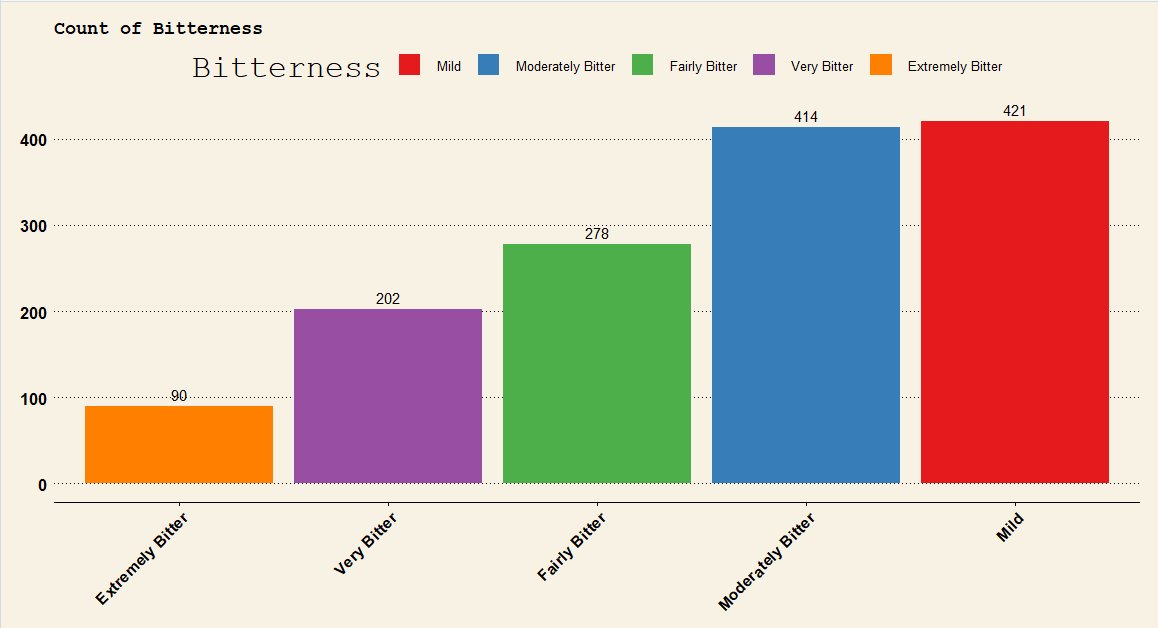 Count of Bitterness
Bitterness Mild Moderately Bitter Fairly Bitter Very Bitter Extremely Bitter
421
414
400
300
278
202
200
100
90
0
Extremely Bitter
Very Bitter
Fairly Bitter
Moderately Bitter
Mild